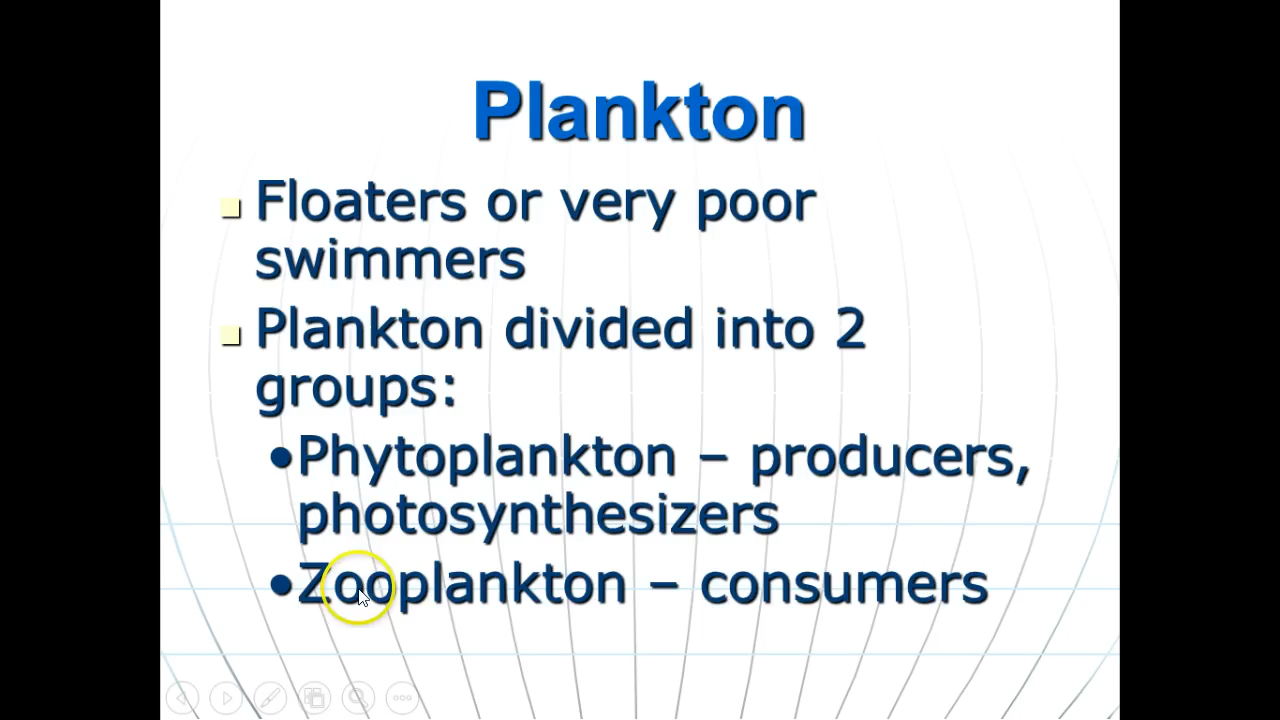 Plankton
Floaters or very poor
swimmers
Plankton divided into 2
groups:
•Phytoplankton – producers,
photosynthesizers
•Zooplankton – consumers